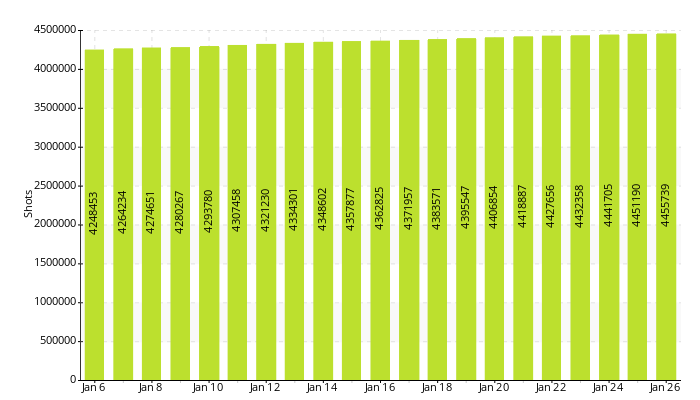 4500000
4000000
3500000
3000000
2500000
2000000
1500000
1000000
500000
0
Shots
4248453
4264234
4274651
4280267
4293780
4307458
4321230
4334301
4348602
4357877
4362825
4371957
4383571
4395547
4406854
4418887
4427656
4432358
4441705
4451190
4455739
Jan 6
Jan 8
Jan 10
Jan 12
Jan 14
Jan 16
Jan 18
Jan 20
Jan 22
Jan 24
Jan 26